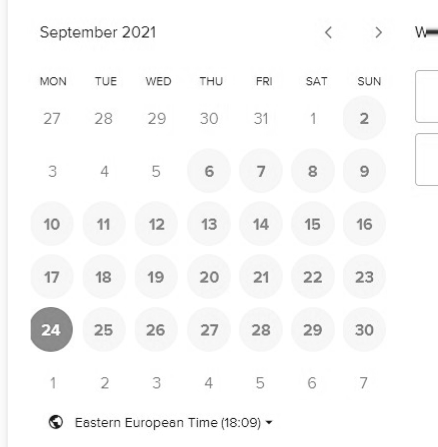 September 2021
MON TUE WED THU FRI SAT SUN
27 28 29 30 31 1 2
3 4 5 6 7 8 9
10 11 12 13 14 15 16
17 18 19 20 21 22 23
24 25 26 27 28 29 30
1 2 3 4 5 6 7
Eastern European Time (18:09)